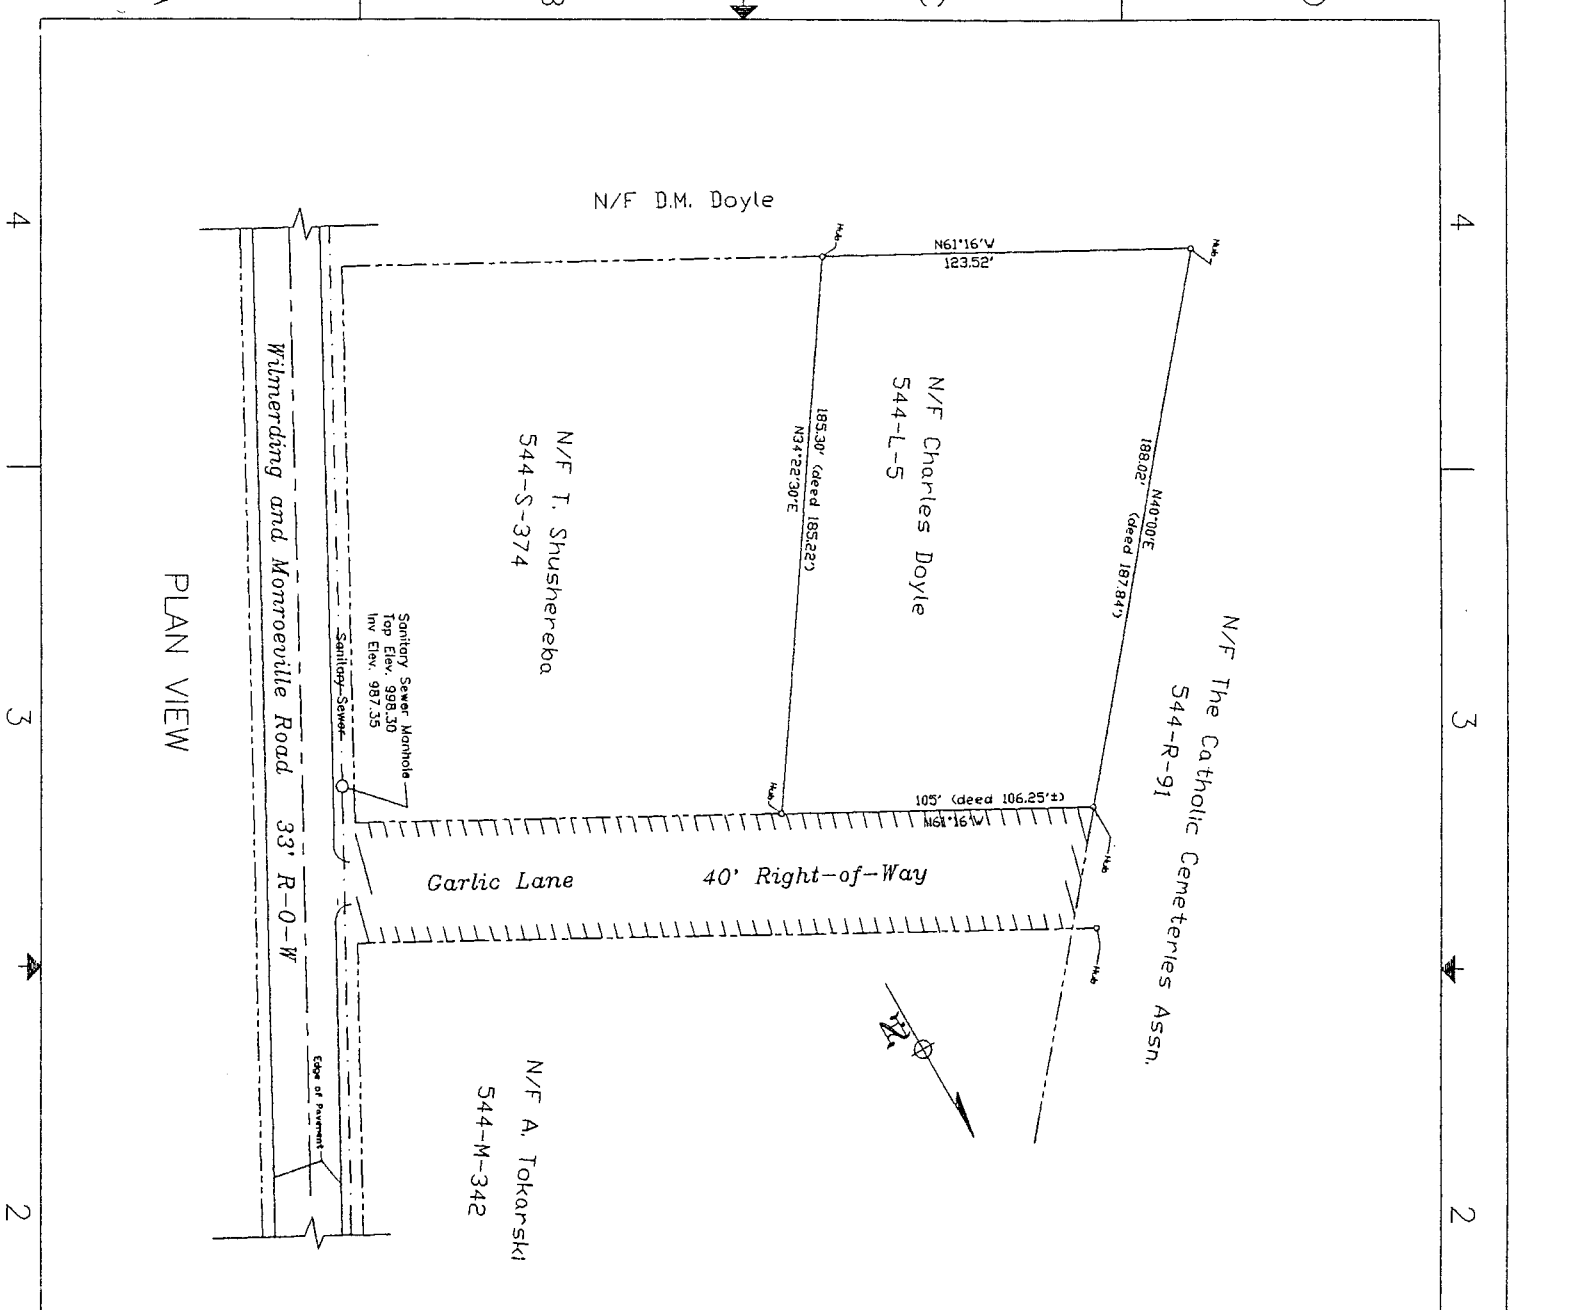 A
B
C
D
4
4
3
3
2
2
N/F D.M. Doyle
Hub
N61°16'W
123.52'
Hub
188.02'
N40°00'E
(deed 187.84')
N/F Charles Doyle
544-L-5
185.30' (deed 185.22')
N34°22'30"E
N/F T. Shushereba
544-S-374
N/F The Catholic Cemeteries Assn.
544-R-91
Sanitary Sewer Manhole
Top Elev. 998.30
Inv Elev. 987.35
Sanitary Sewer
Wilmerding and Monroeville Road 33' R-O-W
PLAN VIEW
Hub
105' (deed 106.25'±)
N61°16'W
Hub
Garlic Lane 40' Right-of-Way
Hub
N/F A. Tokarski
544-M-342
Edge of Pavement